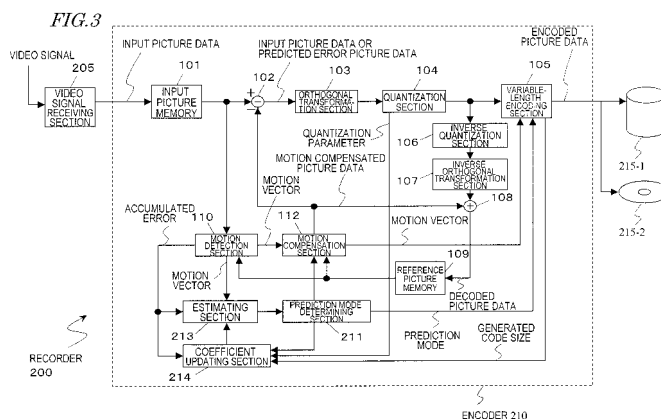 FIG.3
VIDEO SIGNAL
205
VIDEO
SIGNAL
RECEIVING
SECTION
INPUT PICTURE DATA
101
INPUT
PICTURE
MEMORY
INPUT PICTURE DATA OR
PREDICTED ERROR PICTURE DATA
+
−
102
103
ORTHOGONAL
TRANSFORMA-
TION SECTION
104
QUANTIZATION
SECTION
ENCODED
PICTURE DATA
105
VARIABLE-
LENGTH
ENCODING
SECTION
QUANTIZATION
PARAMETER
106
INVERSE
QUANTIZATION
SECTION
MOTION COMPENSATED
PICTURE DATA
107
INVERSE
ORTHOGONAL
TRANSFORMATION
SECTION
+
108
215-1
215-2
MOTION
VECTOR
ACCUMULATED
ERROR
110
MOTION
DETECTION
SECTION
112
MOTION
COMPENSATION
SECTION
MOTION VECTOR
109
REFERENCE
PICTURE
MEMORY
MOTION
VECTOR
ESTIMATING
SECTION
213
PREDICTION MODE
DETERMINING
SECTION
211
DECODED
PICTURE DATA
PREDICTION
MODE
GENERATED
CODE SIZE
COEFFICIENT
UPDATING SECTION
214
RECORDER
200
ENCODER 210